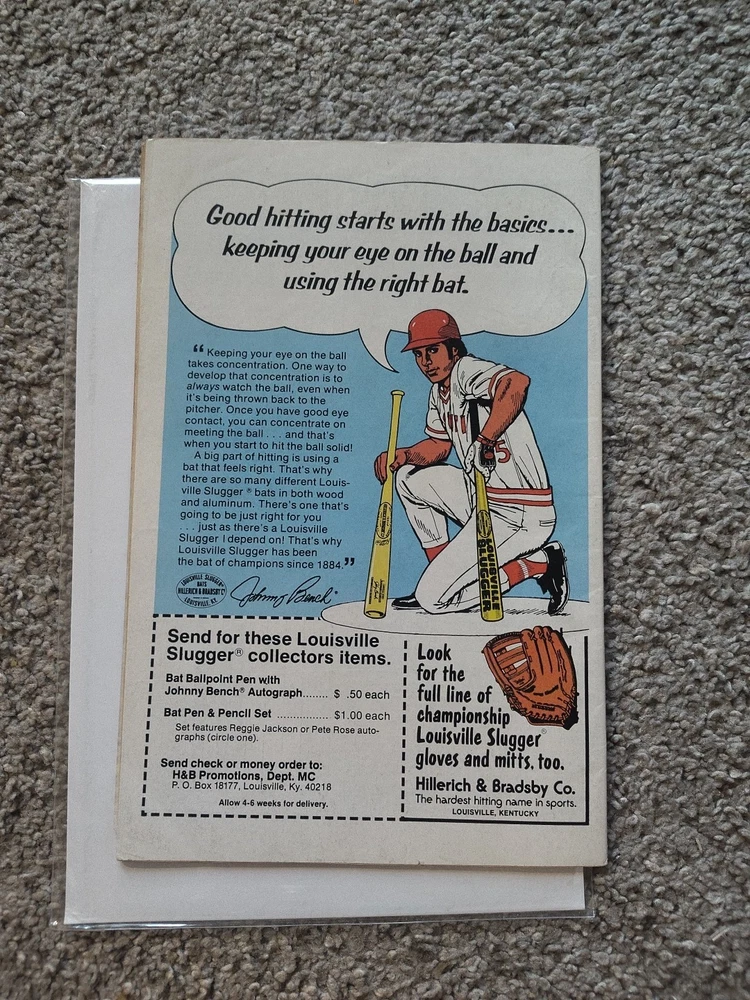 Good hitting starts with the basics...
keeping your eye on the ball and
using the right bat.
“Keeping your eye on the ball
takes concentration. One way to
develop that concentration is to
always watch the ball, even when
it's being thrown back to the
pitcher. Once you have good eye
contact, you can concentrate on
meeting the ball . . . and that's
when you start to hit the ball solid!
A big part of hitting is using a
bat that feels right. That's why
there are so many different Louis-
ville Slugger® bats in both wood
and aluminum. There's one that's
going to be just right for you
. . . just as there's a Louisville
Slugger I depend on! That's why
Louisville Slugger has been
the bat of champions since 1884.”
LOUISVILLE SLUGGER
BATS
HILLERICH & BRADSBY Co
LOUISVILLE, KY.
Johnny Bench®
5
LOUISVILLE
SLUGGER
Send for these Louisville
Slugger® collectors items.
Bat Ballpoint Pen with
Johnny Bench® Autograph....... $ .50 each
Bat Pen & Pencil Set ................ $1.00 each
Set features Reggie Jackson or Pete Rose auto-
graphs (circle one).
Send check or money order to:
H&B Promotions, Dept. MC
P. O. Box 18177, Louisville, Ky. 40218
Allow 4-6 weeks for delivery.
Look
for the
full line of
championship
Louisville Slugger®
gloves and mitts, too.
Hillerich & Bradsby Co.
The hardest hitting name in sports.
LOUISVILLE, KENTUCKY